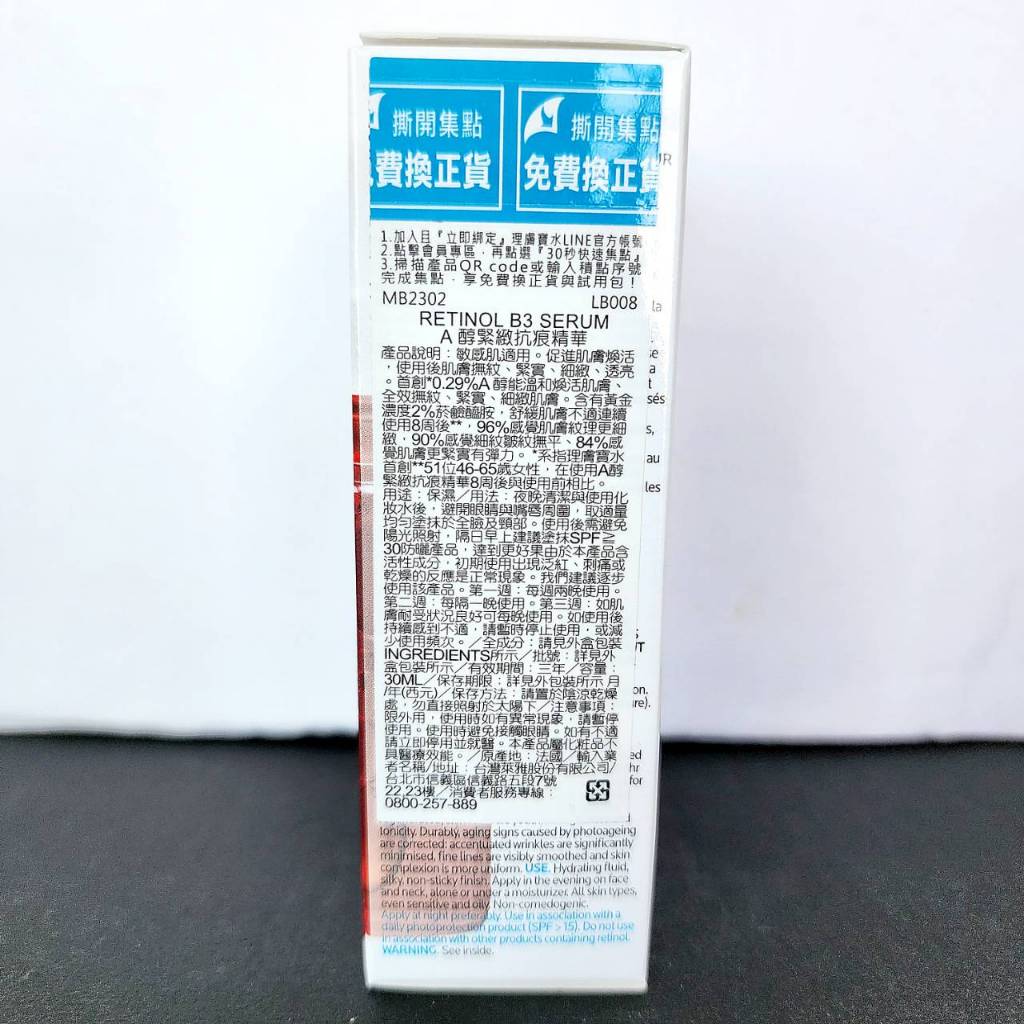 撕開集點
費換正貨
撕開集點
免費換正貨
UR
1.加入且『立即綁定』理膚寶水LINE官方帳號
2.點擊會員專區，再點選『30秒快速集點』
3.掃描產品QR code或輸入積點序號
完成集點，享免費換正貨與試用包！
MB2302 LB008
RETINOL B3 SERUM
A 醇緊緻抗痕精華
產品說明：敏感肌適用。促進肌膚煥活
，使用後肌膚撫紋、緊實、細緻、透亮
。首創*0.29%A 醇能溫和煥活肌膚、
全效撫紋、緊實、細緻肌膚。含有黃金
濃度2%菸鹼醯胺，舒緩肌膚不適連續
使用8周後**，96%感覺肌膚紋理更細
緻，90%感覺細紋皺紋撫平、84%感
覺肌膚更緊實有彈力。*系指理膚寶水
首創**51位46-65歲女性，在使用A醇
緊緻抗痕精華8周後與使用前相比。
用途：保濕／用法：夜晚清潔與使用化
妝水後，避開眼睛與嘴唇周圍，取適量
均勻塗抹於全臉及頸部。使用後需避免
陽光照射，隔日早上建議塗抹SPF≧
30防曬產品，達到更好果由於本產品含
活性成分，初期使用出現泛紅、刺痛或
乾燥的反應是正常現象。我們建議逐步
使用該產品。第一週：每週兩晚使用。
第二週：每隔一晚使用。第三週：如肌
膚耐受狀況良好可每晚使用。如使用後
持續感到不適，請暫時停止使用，或減
少使用頻次。／全成分：請見外盒包裝
INGREDIENTS所示／批號：詳見外
盒包裝所示／有效期間：三年／容量：
30ML／保存期限：詳見外包裝所示 月
/年(西元)／保存方法：請置於陰涼乾燥
處，勿直接照射於太陽下／注意事項：
限外用，使用時如有異常現象，請暫停
使用。使用時避免接觸眼睛。如有不適
請立即停用並就醫。本產品屬化粧品不
具醫療效能。／原產地：法國／輸入業
者名稱/地址：台灣萊雅股份有限公司/
台北市信義區信義路五段7號
22,23樓／消費者服務專線：
0800-257-889
la
se
a
t
sés
s,
au
les
S
UT
on.
ure).
ed
hr
for
tonicity. Durably, aging signs caused by photoageing
are corrected: accentuated wrinkles are significantly
minimised, fine lines are visibly smoothed and skin
complexion is more uniform. USE. Hydrating fluid,
silky, non-sticky finish. Apply in the evening on face
and neck, alone or under a moisturizer. All skin types,
even sensitive and oily. Non-comedogenic.
Apply at night preferably. Use in association with a
daily photoprotection product (SPF > 15). Do not use
in association with other products containing retinol.
WARNING. See inside.